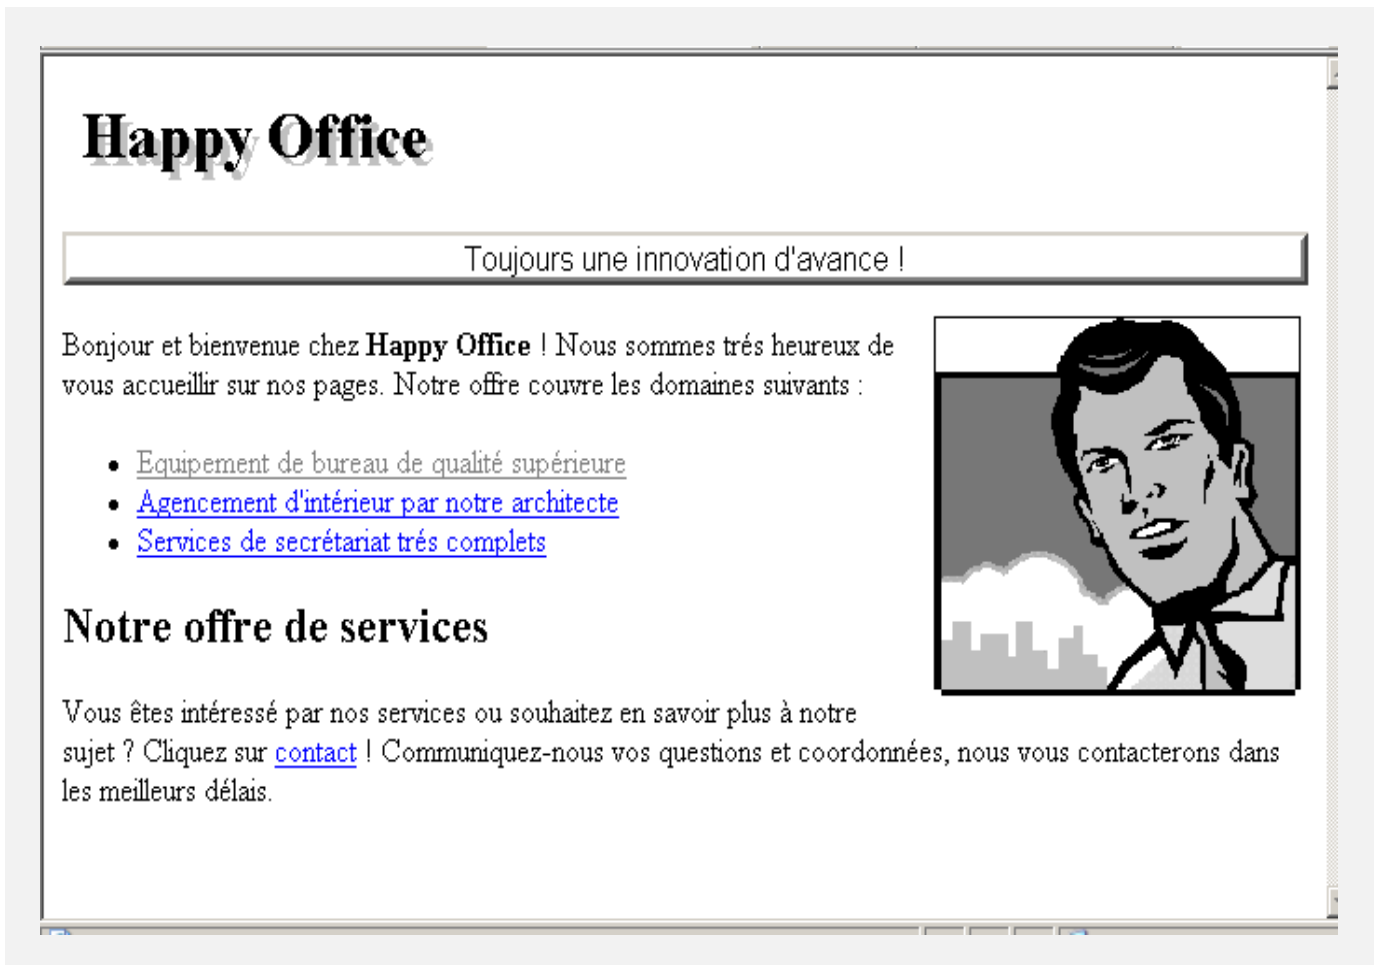 Happy Office
Toujours une innovation d'avance !
Bonjour et bienvenue chez Happy Office ! Nous sommes trés heureux de
vous accueillir sur nos pages. Notre offre couvre les domaines suivants :
• Equipement de bureau de qualité supérieure
• Agencement d'intérieur par notre architecte
• Services de secrétariat trés complets
Notre offre de services
Vous êtes intéressé par nos services ou souhaitez en savoir plus à notre
sujet ? Cliquez sur contact ! Communiquez-nous vos questions et coordonnées, nous vous contacterons dans
les meilleurs délais.